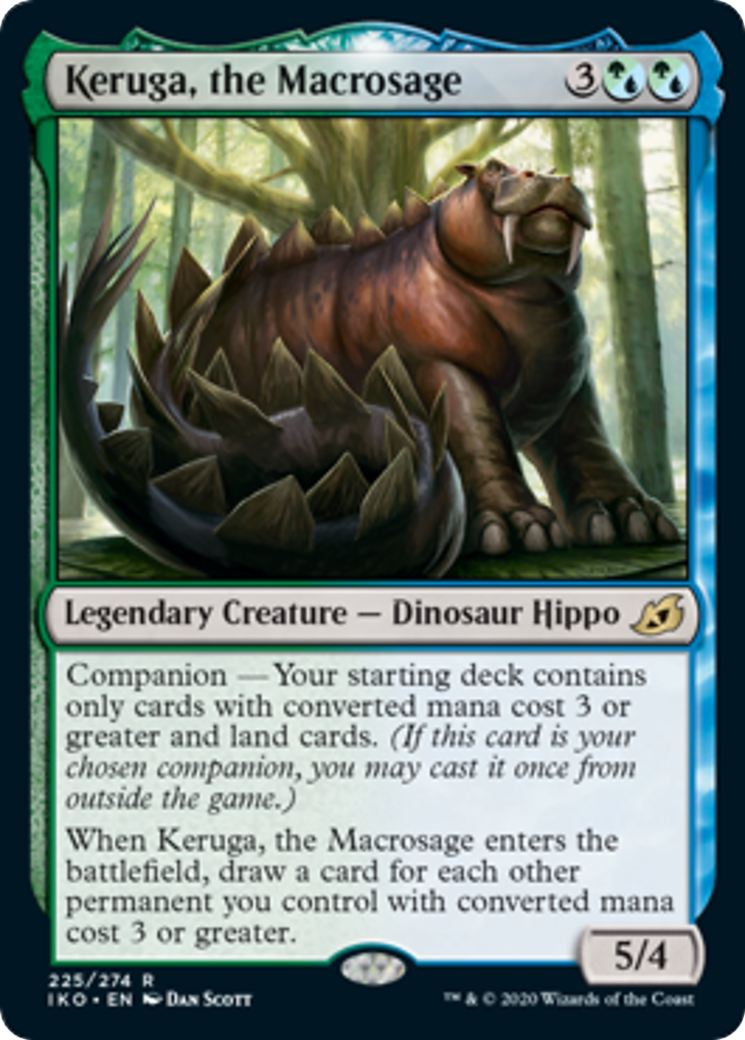 Keruga, the Macrosage 3
Legendary Creature — Dinosaur Hippo
Companion — Your starting deck contains
only cards with converted mana cost 3 or
greater and land cards. (If this card is your
chosen companion, you may cast it once from
outside the game.)
When Keruga, the Macrosage enters the
battlefield, draw a card for each other
permanent you control with converted mana
cost 3 or greater.
5/4
225/274 R
IKO • EN Dan Scott
™ & © 2020 Wizards of the Coast